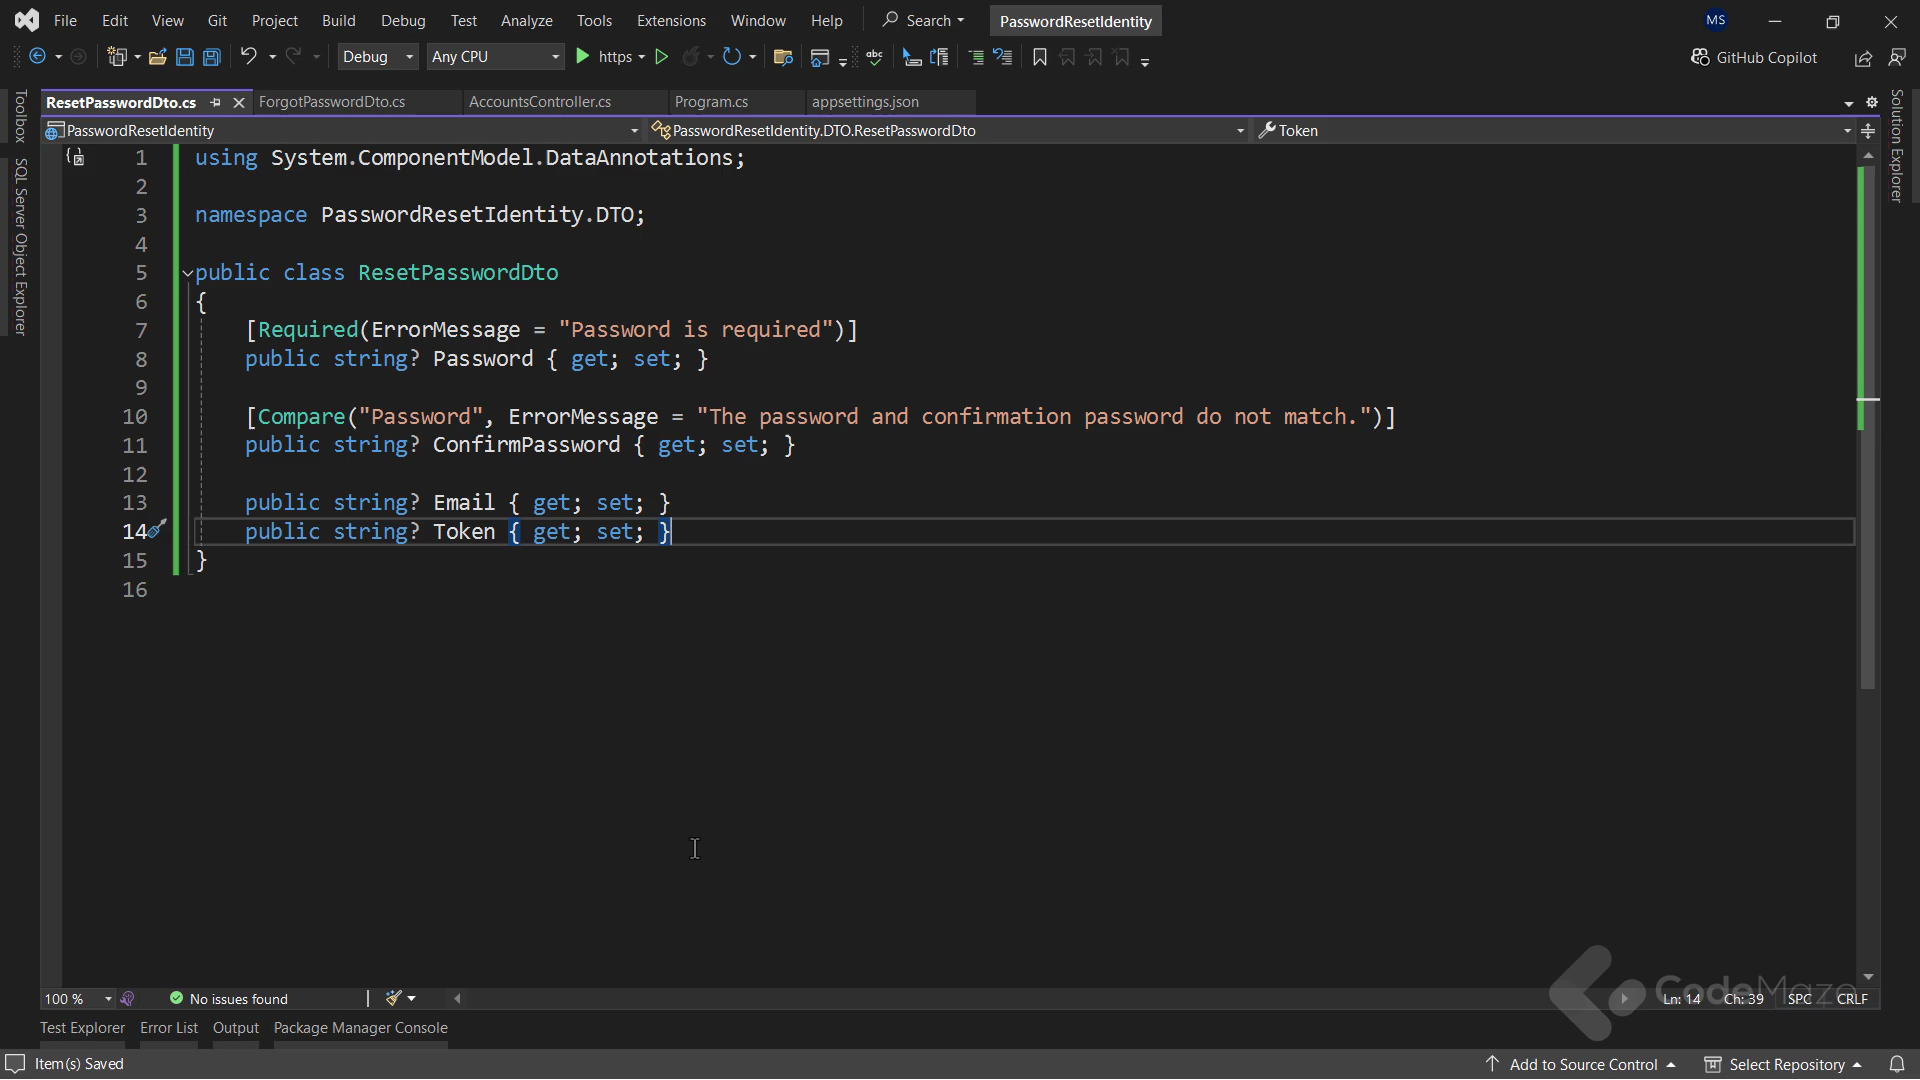 File Edit View Git Project Build Debug Test Analyze Tools Extensions Window Help Search PasswordResetIdentity MS
Debug Any CPU https GitHub Copilot
ResetPasswordDto.cs ForgotPasswordDto.cs AccountsController.cs Program.cs appsettings.json
PasswordResetIdentity PasswordResetIdentity.DTO.ResetPasswordDto Token
Toolbox
SQL Server Object Explorer
Solution Explorer
1 using System.ComponentModel.DataAnnotations;
2
3 namespace PasswordResetIdentity.DTO;
4
5 public class ResetPasswordDto
6 {
7 [Required(ErrorMessage = "Password is required")]
8 public string? Password { get; set; }
9
10 [Compare("Password", ErrorMessage = "The password and confirmation password do not match.")]
11 public string? ConfirmPassword { get; set; }
12
13 public string? Email { get; set; }
14 public string? Token { get; set; }
15 }
16
CodeMaze
100 % No issues found Ln: 14 Ch: 39 SPC CRLF
Test Explorer Error List Output Package Manager Console
Item(s) Saved Add to Source Control Select Repository